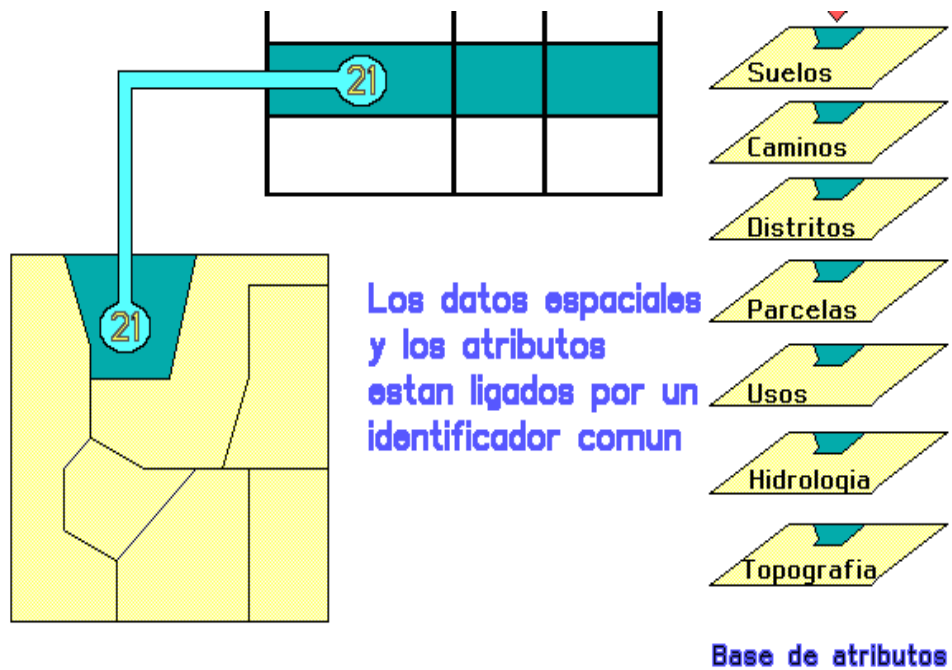 21
21
Los datos espaciales
y los atributos
estan ligados por un
identificador comun
Suelos
Caminos
Distritos
Parcelas
Usos
Hidrologia
Topografia
Base de atributos